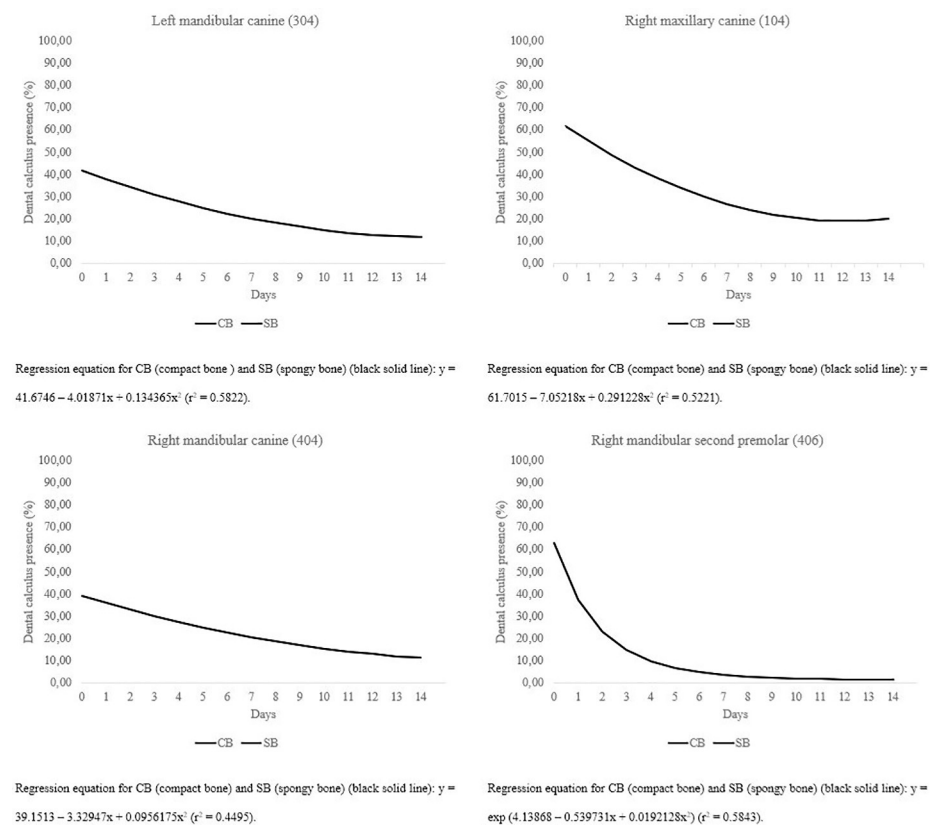 Left mandibular canine (304)
Dental calculus presence (%)
100,00
90,00
80,00
70,00
60,00
50,00
40,00
30,00
20,00
10,00
0,00
0 1 2 3 4 5 6 7 8 9 10 11 12 13 14
Days
CB SB
Regression equation for CB (compact bone ) and SB (spongy bone) (black solid line): y =
41.6746 – 4.01871x + 0.134365x² (r² = 0.5822).
Right maxillary canine (104)
Dental calculus presence (%)
100,00
90,00
80,00
70,00
60,00
50,00
40,00
30,00
20,00
10,00
0,00
0 1 2 3 4 5 6 7 8 9 10 11 12 13 14
Days
CB SB
Regression equation for CB (compact bone) and SB (spongy bone) (black solid line): y =
61.7015 – 7.05218x + 0.291228x² (r² = 0.5221).
Right mandibular canine (404)
Dental calculus presence (%)
100,00
90,00
80,00
70,00
60,00
50,00
40,00
30,00
20,00
10,00
0,00
0 1 2 3 4 5 6 7 8 9 10 11 12 13 14
Days
CB SB
Regression equation for CB (compact bone) and SB (spongy bone) (black solid line): y =
39.1513 – 3.32947x + 0.0956175x² (r² = 0.4495).
Right mandibular second premolar (406)
Dental calculus presence (%)
100,00
90,00
80,00
70,00
60,00
50,00
40,00
30,00
20,00
10,00
0,00
0 1 2 3 4 5 6 7 8 9 10 11 12 13 14
Days
CB SB
Regression equation for CB (compact bone) and SB (spongy bone) (black solid line): y =
exp (4.13868 – 0.539731x + 0.0192128x²) (r² = 0.5843).